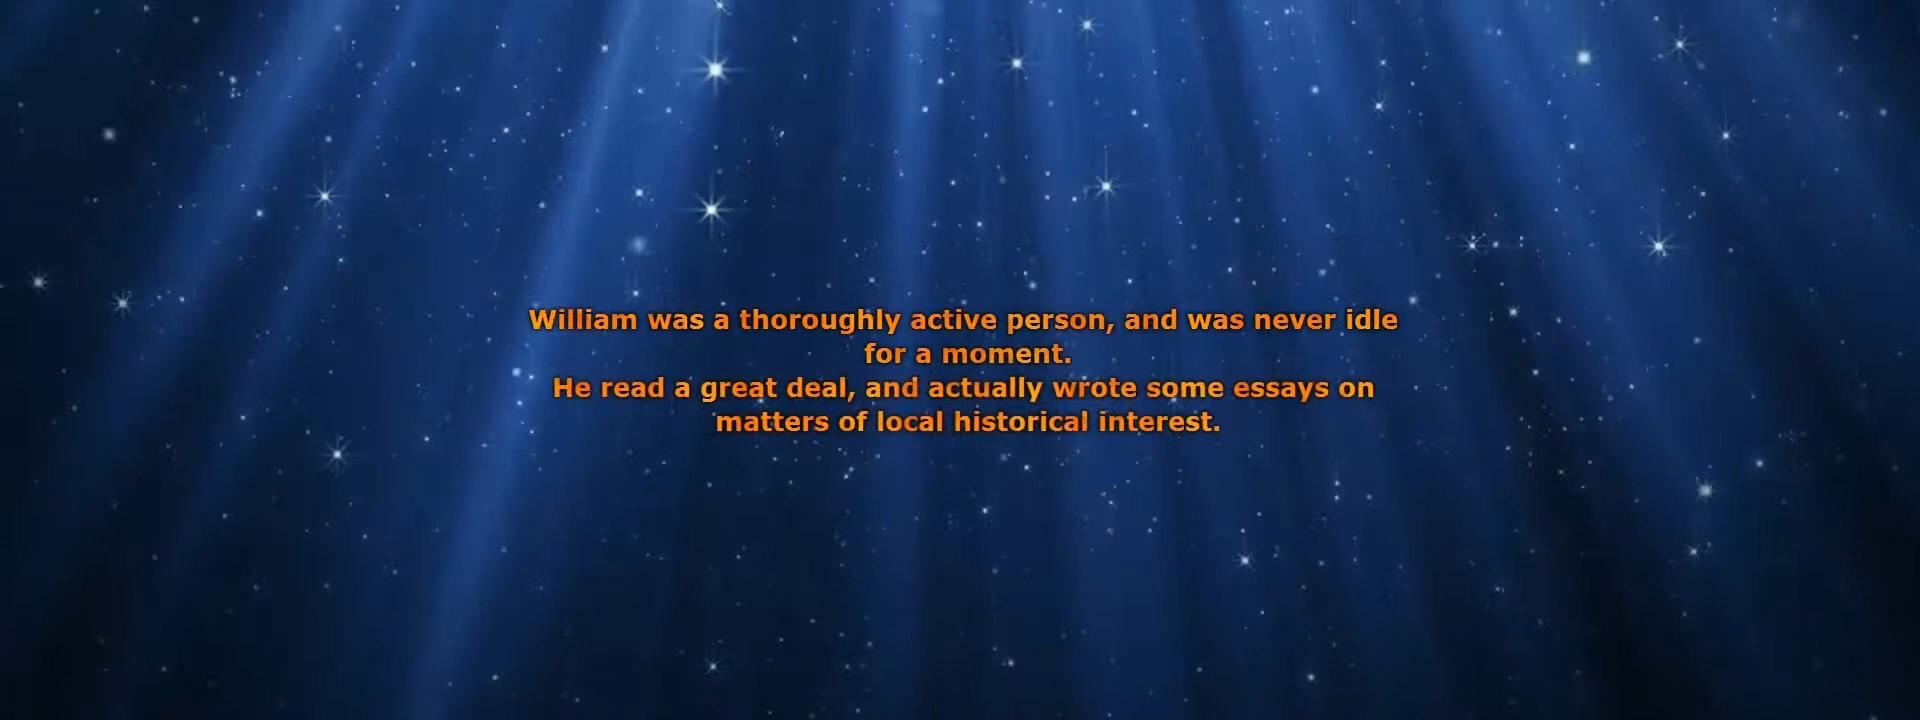 William was a thoroughly active person, and was never idle
for a moment.
He read a great deal, and actually wrote some essays on
matters of local historical interest.